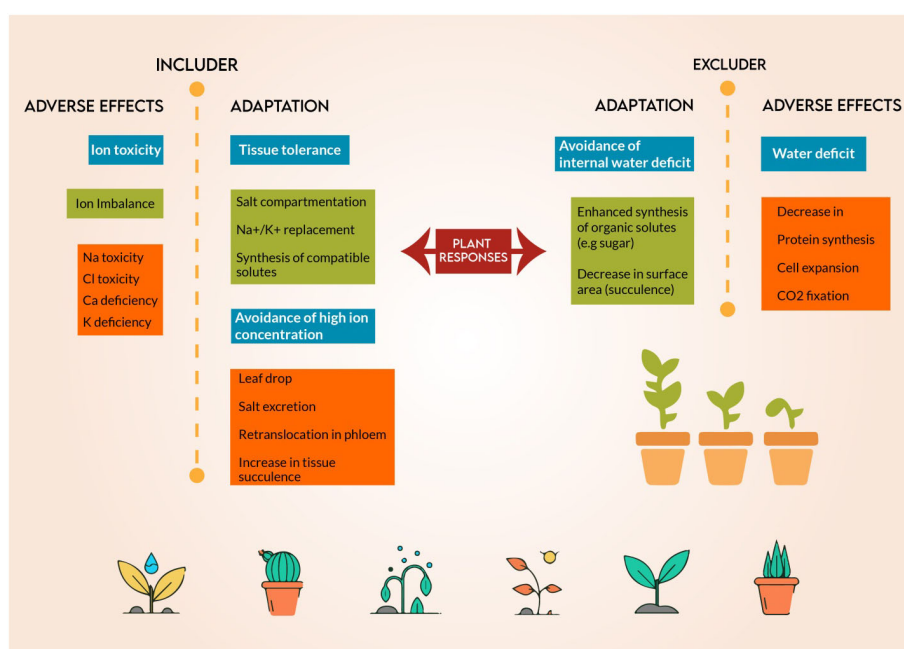 INCLUDER
ADVERSE EFFECTS
Ion toxicity
Ion Imbalance
Na toxicity
Cl toxicity
Ca deficiency
K deficiency
ADAPTATION
Tissue tolerance
Salt compartmentation
Na+/K+ replacement
Synthesis of compatible
solutes
Avoidance of high ion
concentration
Leaf drop
Salt excretion
Retranslocation in phloem
Increase in tissue
succulence
PLANT
RESPONSES
EXCLUDER
ADAPTATION
Avoidance of
internal water deficit
Enhanced synthesis
of organic solutes
(e.g sugar)
Decrease in surface
area (succulence)
ADVERSE EFFECTS
Water deficit
Decrease in
Protein synthesis
Cell expansion
CO2 fixation